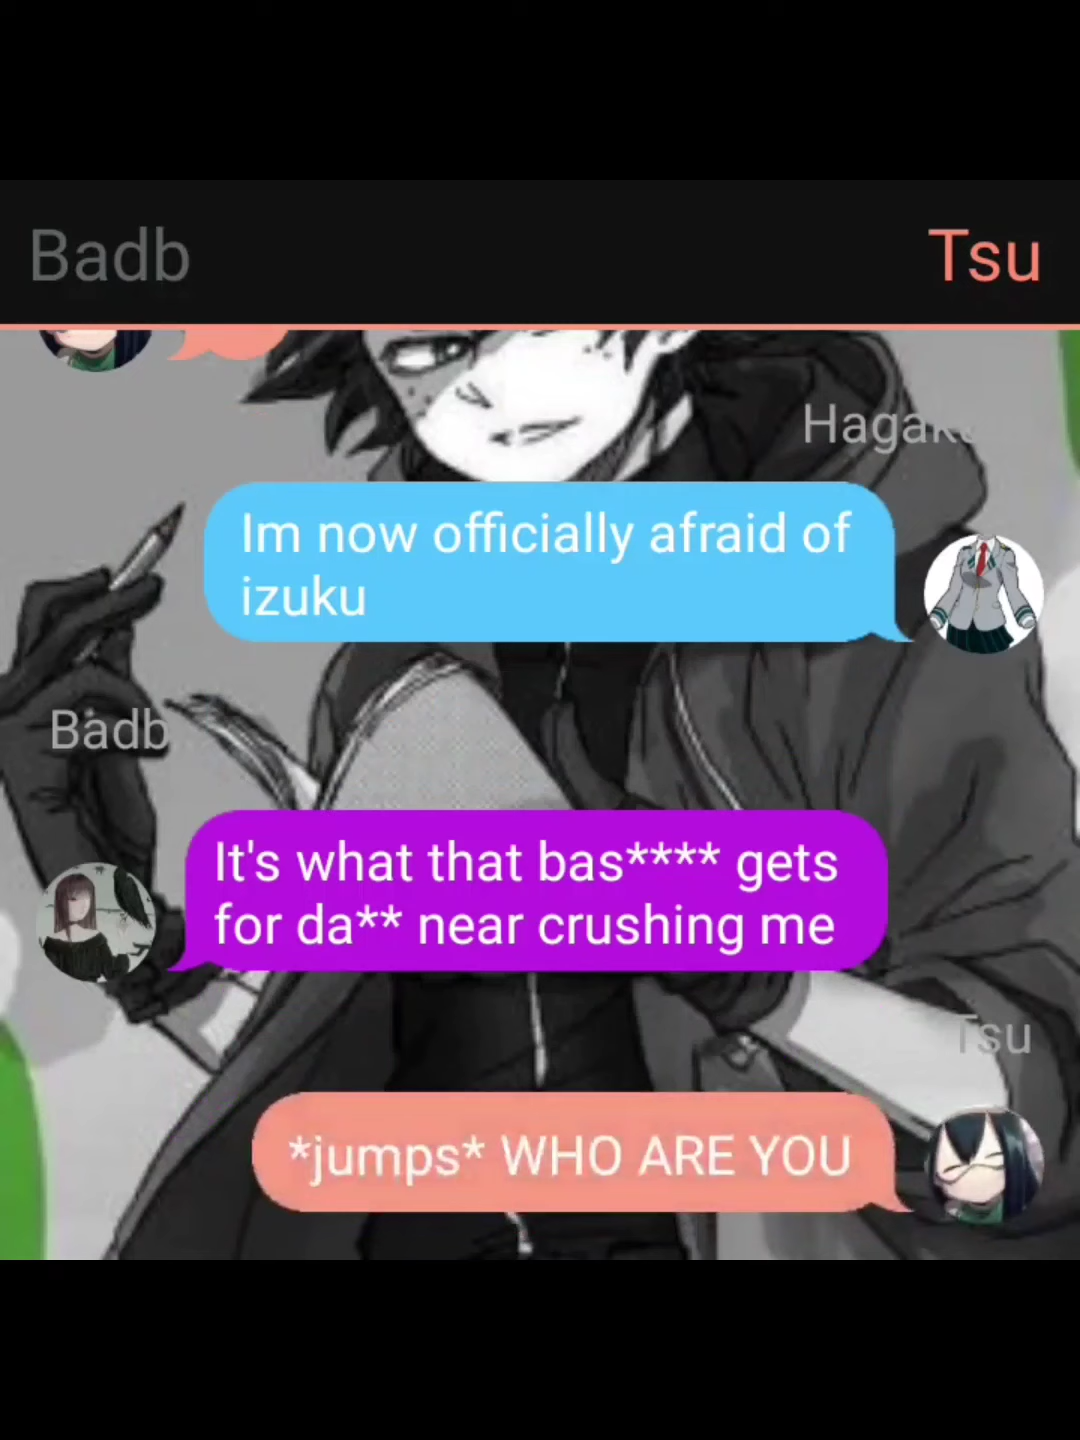 Badb
Tsu
Im now officially afraid of
izuku
Badb
It's what that bas**** gets
for da** near crushing me
Tsu
*jumps* WHO ARE YOU